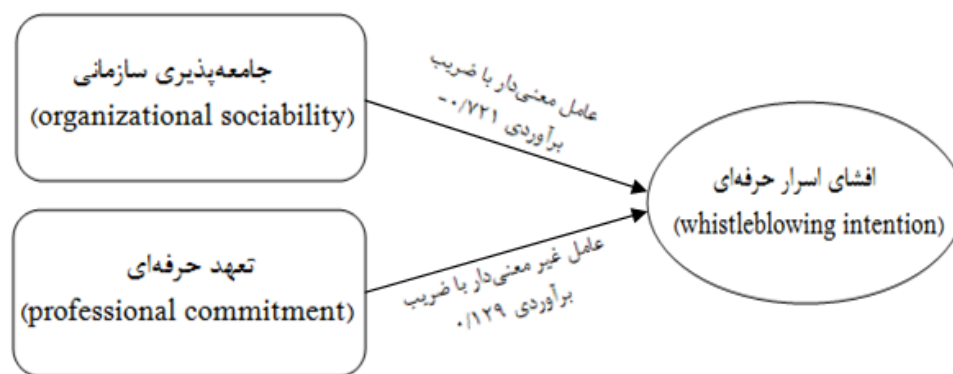 جامعه‌پذیری سازمانی
(organizational sociability)
عامل معنی‌دار با ضریب
برآوردی ۰/۷۲۱-
افشای اسرار حرفه‌ای
(whistleblowing intention)
تعهد حرفه‌ای
(professional commitment)
عامل غیر معنی‌دار با ضریب
برآوردی ۰/۱۲۹